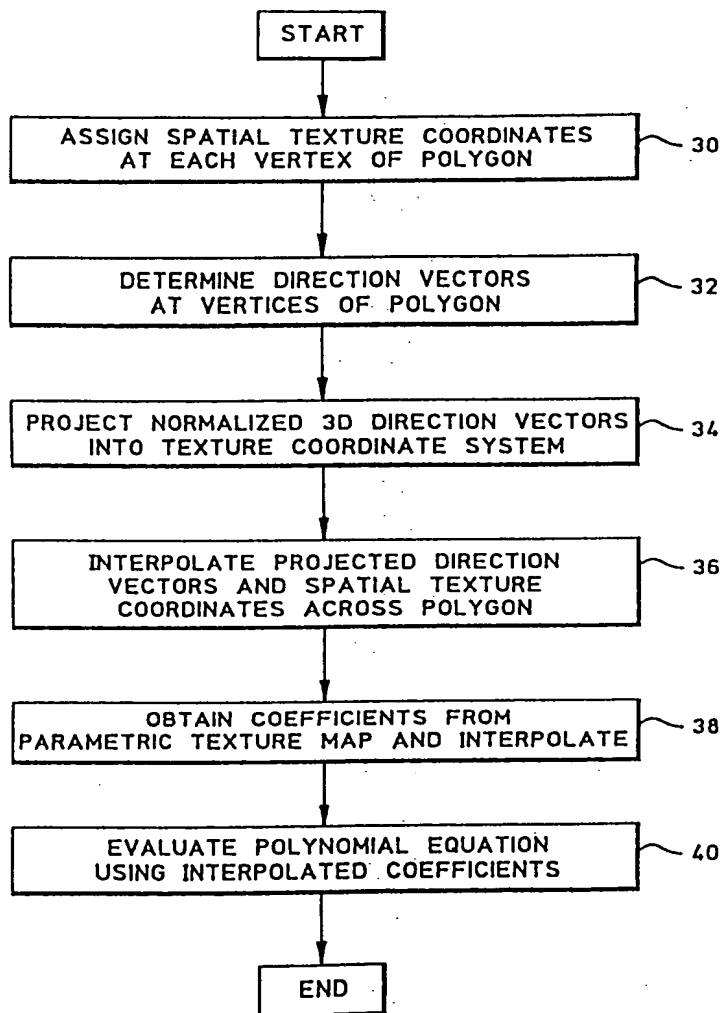 START
ASSIGN SPATIAL TEXTURE COORDINATES
AT EACH VERTEX OF POLYGON
30
DETERMINE DIRECTION VECTORS
AT VERTICES OF POLYGON
32
PROJECT NORMALIZED 3D DIRECTION VECTORS
INTO TEXTURE COORDINATE SYSTEM
34
INTERPOLATE PROJECTED DIRECTION
VECTORS AND SPATIAL TEXTURE
COORDINATES ACROSS POLYGON
36
OBTAIN COEFFICIENTS FROM
PARAMETRIC TEXTURE MAP AND INTERPOLATE
38
EVALUATE POLYNOMIAL EQUATION
USING INTERPOLATED COEFFICIENTS
40
END